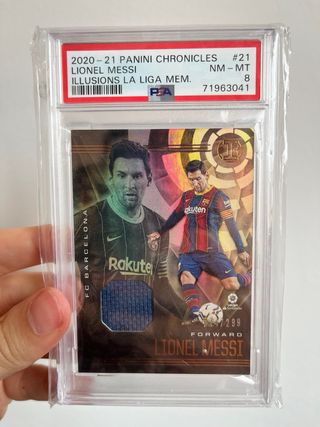 2020-21 PANINI CHRONICLES #21
LIONEL MESSI NM-MT
ILLUSIONS LA LIGA MEM. 8
PSA 71963041
Rakuten
Rakuten
FC BARCELONA
/299
FORWARD
LIONEL MESSI